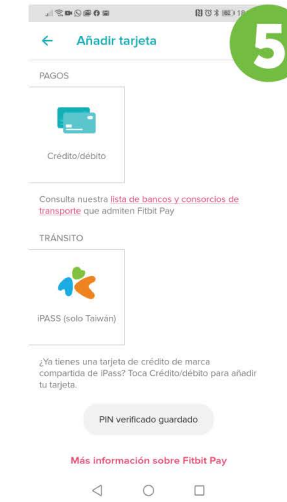 Añadir tarjeta
5
PAGOS
Crédito/débito
Consulta nuestra lista de bancos y consorcios de
transporte que admiten Fitbit Pay
TRÁNSITO
iPASS (solo Taiwán)
¿Ya tienes una tarjeta de crédito de marca
compartida de iPass? Toca Crédito/débito para añadir
tu tarjeta.
PIN verificado guardado
Más información sobre Fitbit Pay